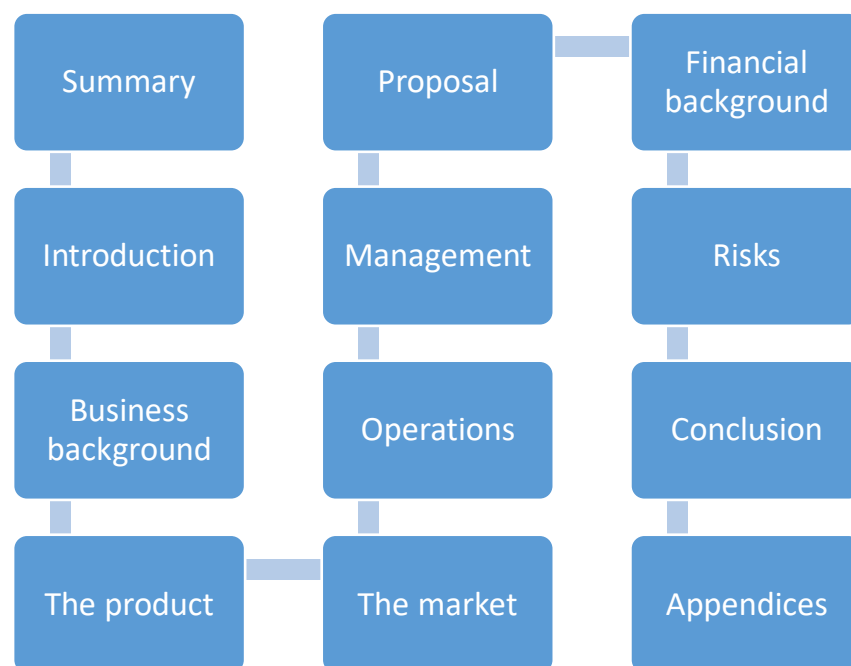 Summary
Introduction
Business
background
The product
The market
Operations
Management
Proposal
Financial
background
Risks
Conclusion
Appendices